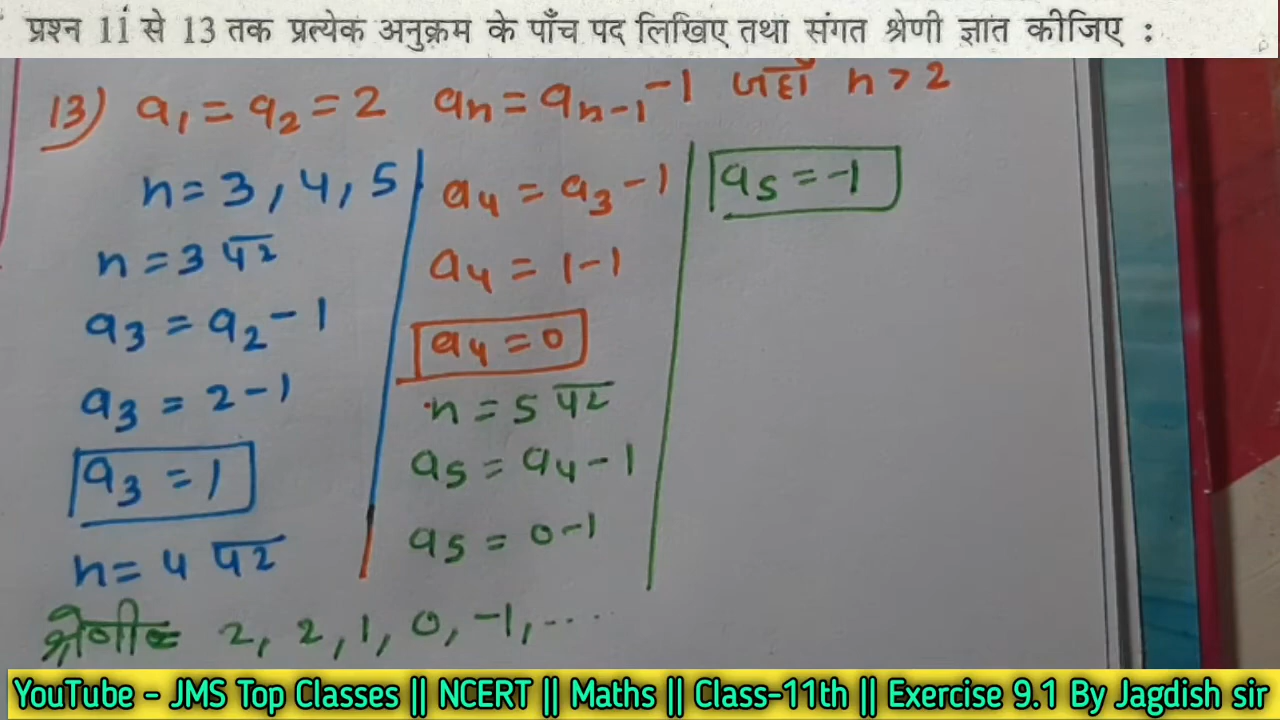 प्रश्न 11 से 13 तक प्रत्येक अनुक्रम के पाँच पद लिखिए तथा संगत श्रेणी ज्ञात कीजिए :
13) a₁ = a₂ = 2 aₙ = aₙ₋₁ - 1 जहाँ n > 2
n = 3, 4, 5
n = 3 पर
a₃ = a₂ - 1
a₃ = 2 - 1
a₃ = 1
n = 4 पर
a₄ = a₃ - 1
a₄ = 1 - 1
a₄ = 0
n = 5 पर
a₅ = a₄ - 1
a₅ = 0 - 1
a₅ = -1
श्रेणी = 2, 2, 1, 0, -1, ....
YouTube - JMS Top Classes || NCERT || Maths || Class-11th || Exercise 9.1 By Jagdish sir